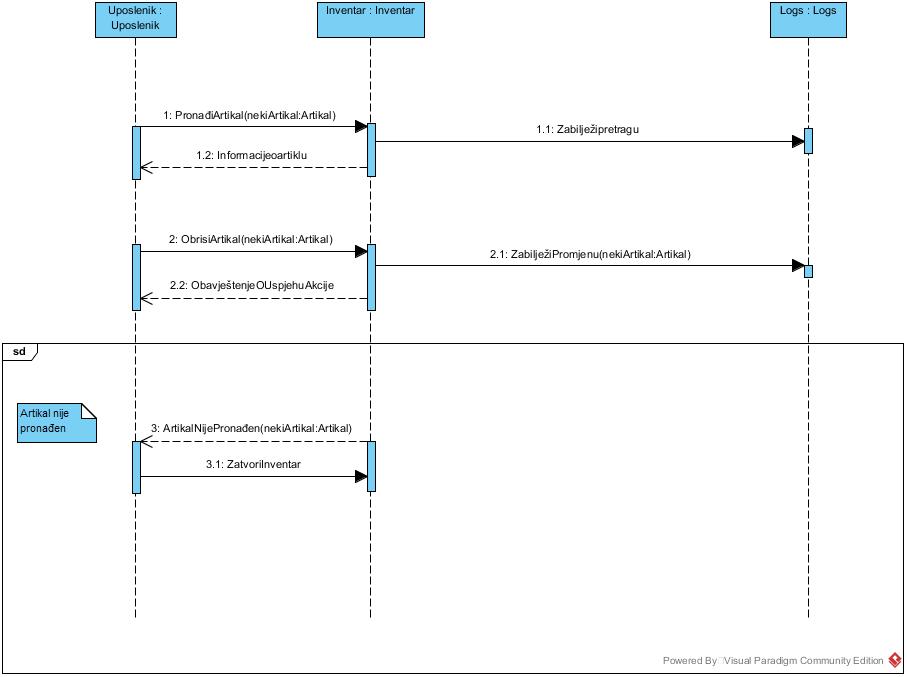 Uposlenik :
Uposlenik
Inventar : Inventar
Logs : Logs
1: PronađiArtikal(nekiArtikal:Artikal)
1.1: Zabilježipretragu
1.2: Informacijeoartiklu
2: ObrisiArtikal(nekiArtikal:Artikal)
2.1: ZabilježiPromjenu(nekiArtikal:Artikal)
2.2: ObavještenjeOUspjehuAkcije
sd
Artikal nije
pronađen
3: ArtikalNijePronađen(nekiArtikal:Artikal)
3.1: ZatvoriInventar
Powered By Visual Paradigm Community Edition